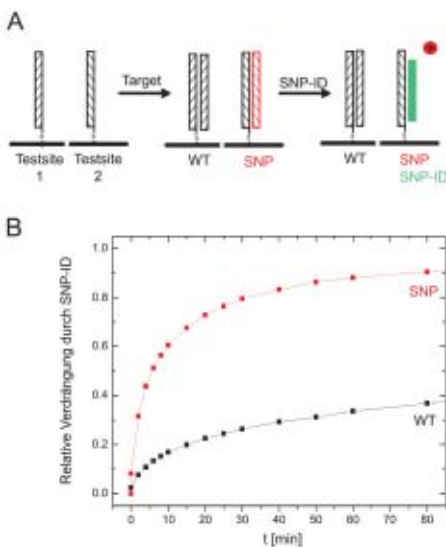 A
Target
SNP-ID
Testsite
1
Testsite
2
WT
SNP
WT
SNP
SNP-ID
B
Relative Verdrängung durch SNP-ID
1.0
0.8
0.6
0.4
0.2
0.0
SNP
WT
0
10
20
30
40
50
60
70
80
t [min]